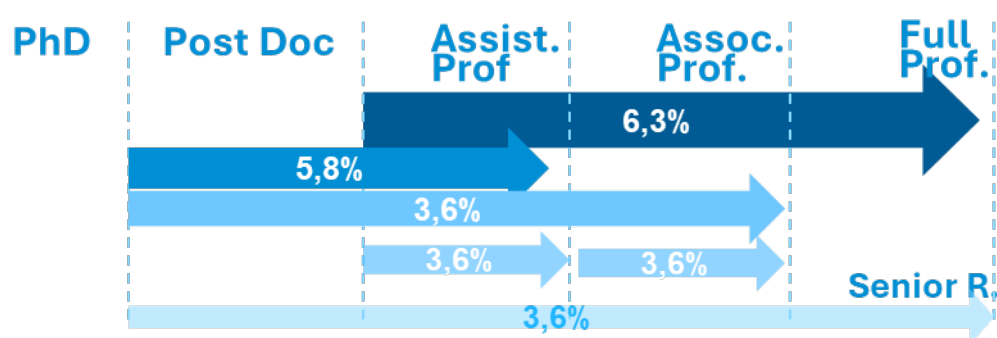 PhD
Post Doc
Assist.
Prof
Assoc.
Prof.
Full
Prof.
6,3%
5,8%
3,6%
3,6%
3,6%
Senior R.
3,6%